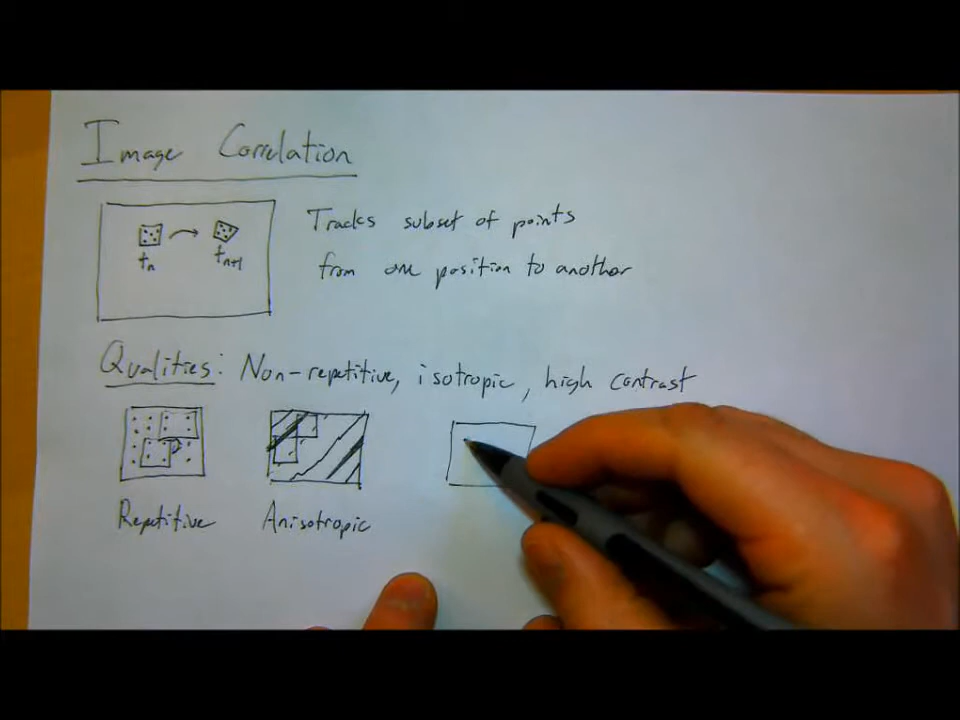 Image Correlation
Tracks subset of points
from one position to another
tn
tn+1
Qualities: Non-repetitive, isotropic, high contrast
Repetitive
Anisotropic